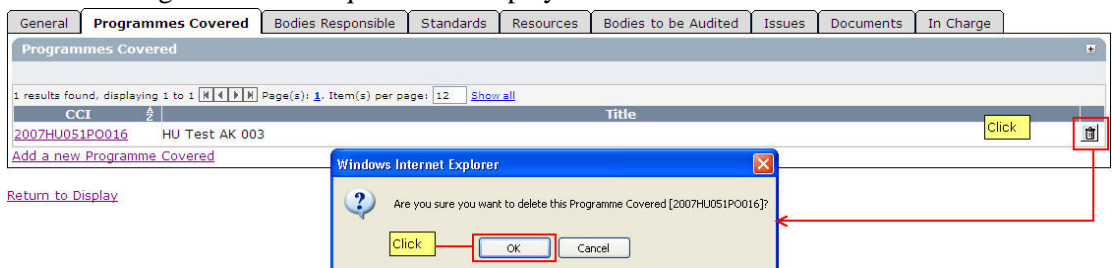 General Programmes Covered Bodies Responsible Standards Resources Bodies to be Audited Issues Documents In Charge
Programmes Covered
1 results found, displaying 1 to 1 Page(s): 1. Item(s) per page: 12 Show all
CCI Title
2007HU051PO016 HU Test AK 003 Click
Add a new Programme Covered
Windows Internet Explorer
Return to Display
Are you sure you want to delete this Programme Covered [2007HU051PO016]?
Click OK Cancel